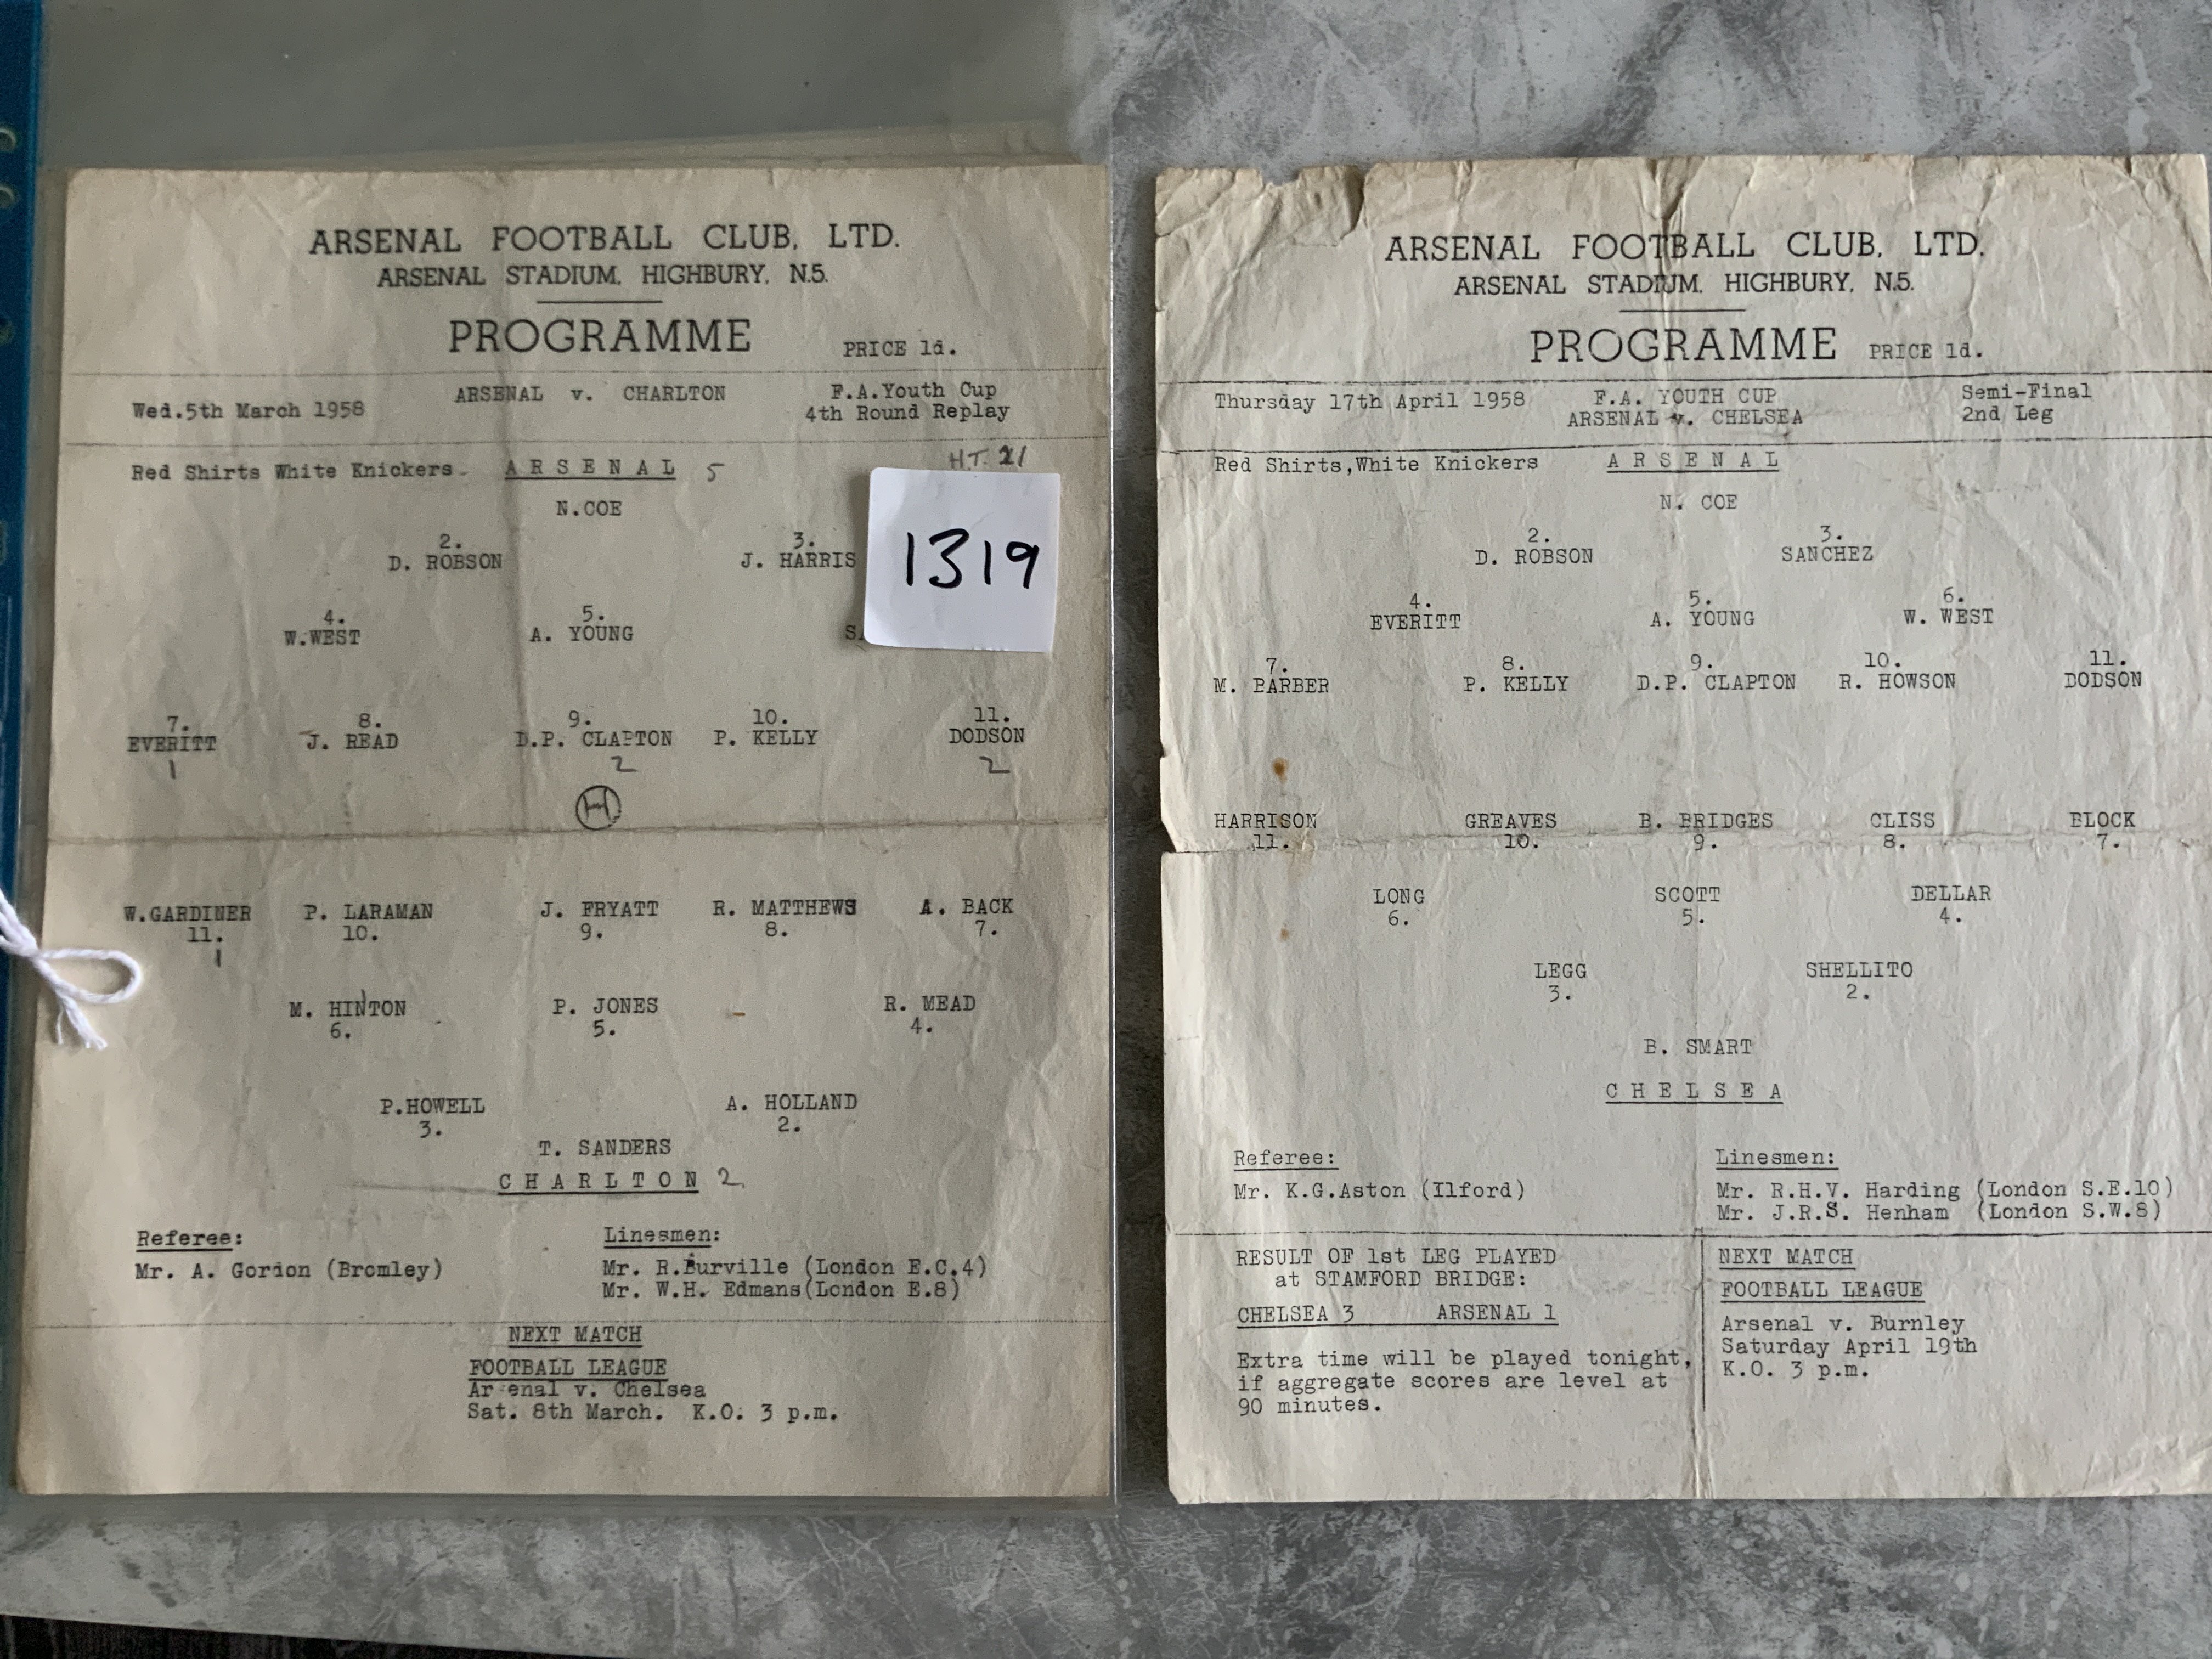 ARSENAL FOOTBALL CLUB, LTD.
ARSENAL STADIUM, HIGHBURY, N.5.
PROGRAMME PRICE 1d.
Wed.5th March 1958 ARSENAL v. CHARLTON F.A.Youth Cup
4th Round Replay
Red Shirts White Knickers ARSENAL 5 HT. 21
N.COE
2. 3.
D. ROBSON J. HARRIS
1319
4. 5.
W.WEST A. YOUNG
7. 8. 9. 10. 11.
EVERITT J. READ D.P. CLAPTON P. KELLY DODSON
1 2 2
H
W.GARDINER P. LARAMAN J. FRYATT R. MATTHEWS A. BACK
11. 10. 9. 8. 7.
1
M. HINTON P. JONES R. MEAD
6. 5. 4.
P.HOWELL A. HOLLAND
3. 2.
T. SANDERS
CHARLTON 2
Referee: Linesmen:
Mr. A. Gordon (Bromley) Mr. R.Burville (London E.C.4)
Mr. W.H. Edmans(London E.8)
NEXT MATCH
FOOTBALL LEAGUE
Ar enal v. Chelsea
Sat. 8th March. K.O. 3 p.m.
ARSENAL FOOTBALL CLUB, LTD.
ARSENAL STADIUM, HIGHBURY, N.5.
PROGRAMME PRICE 1d.
Thursday 17th April 1958 F.A. YOUTH CUP Semi-Final
ARSENAL v. CHELSEA 2nd Leg
Red Shirts,White Knickers ARSENAL
N. COE
2. 3.
D. ROBSON SANCHEZ
4. 5. 6.
EVERITT A. YOUNG W. WEST
7. 8. 9. 10. 11.
M. BARBER P. KELLY D.P. CLAPTON R. HOWSON DODSON
HARRISON GREAVES B. BRIDGES CLISS BLOCK
11. 10. 9. 8. 7.
LONG SCOTT DELLAR
6. 5. 4.
LEGG SHELLITO
3. 2.
B. SMART
CHELSEA
Referee: Linesmen:
Mr. K.G.Aston (Ilford) Mr. R.H.V. Harding (London S.E.10)
Mr. J.R.S. Henham (London S.W.8)
RESULT OF 1st LEG PLAYED
at STAMFORD BRIDGE:
CHELSEA 3 ARSENAL 1
Extra time will be played tonight,
if aggregate scores are level at
90 minutes.
NEXT MATCH
FOOTBALL LEAGUE
Arsenal v. Burnley
Saturday April 19th
K.O. 3 p.m.